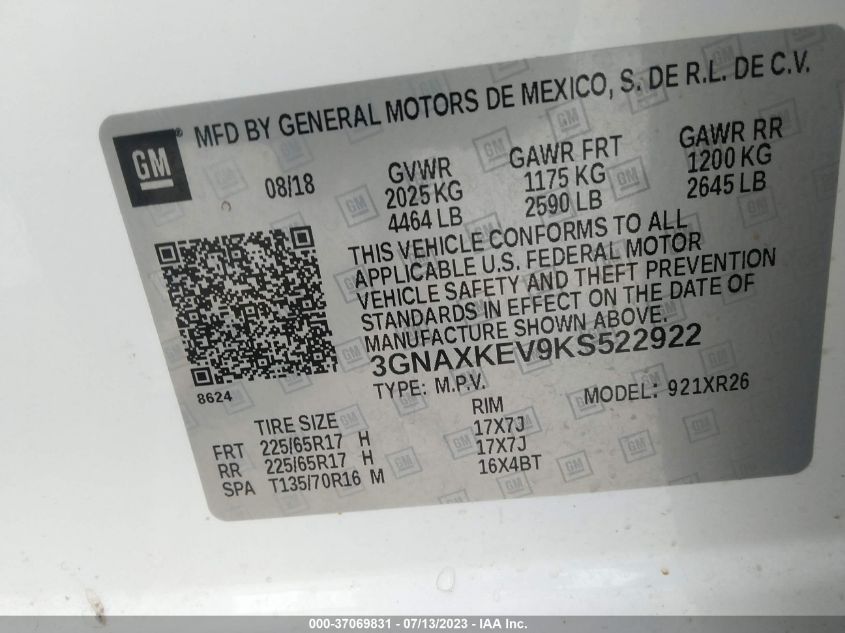 MFD BY GENERAL MOTORS DE MEXICO, S. DE R.L. DE C.V.
GM ®
08/18
GVWR
2025 KG
4464 LB
GAWR FRT
1175 KG
2590 LB
GAWR RR
1200 KG
2645 LB
THIS VEHICLE CONFORMS TO ALL
APPLICABLE U.S. FEDERAL MOTOR
VEHICLE SAFETY AND THEFT PREVENTION
STANDARDS IN EFFECT ON THE DATE OF
MANUFACTURE SHOWN ABOVE.
3GNAXKEV9KS522922
8624
TYPE: M.P.V.
MODEL: 921XR26
TIRE SIZE RIM
FRT 225/65R17 H 17X7J
RR 225/65R17 H 17X7J
SPA T135/70R16 M 16X4BT
000-37069831 - 07/13/2023 - IAA Inc.